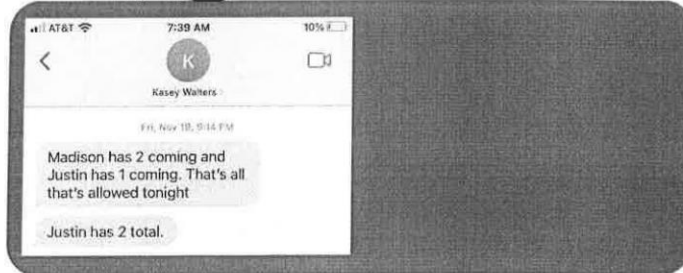 AT&T 7:39 AM 10%
K
Kasey Walters
Fri, Nov 19, 9:14 PM
Madison has 2 coming and
Justin has 1 coming. That's all
that's allowed tonight
Justin has 2 total.